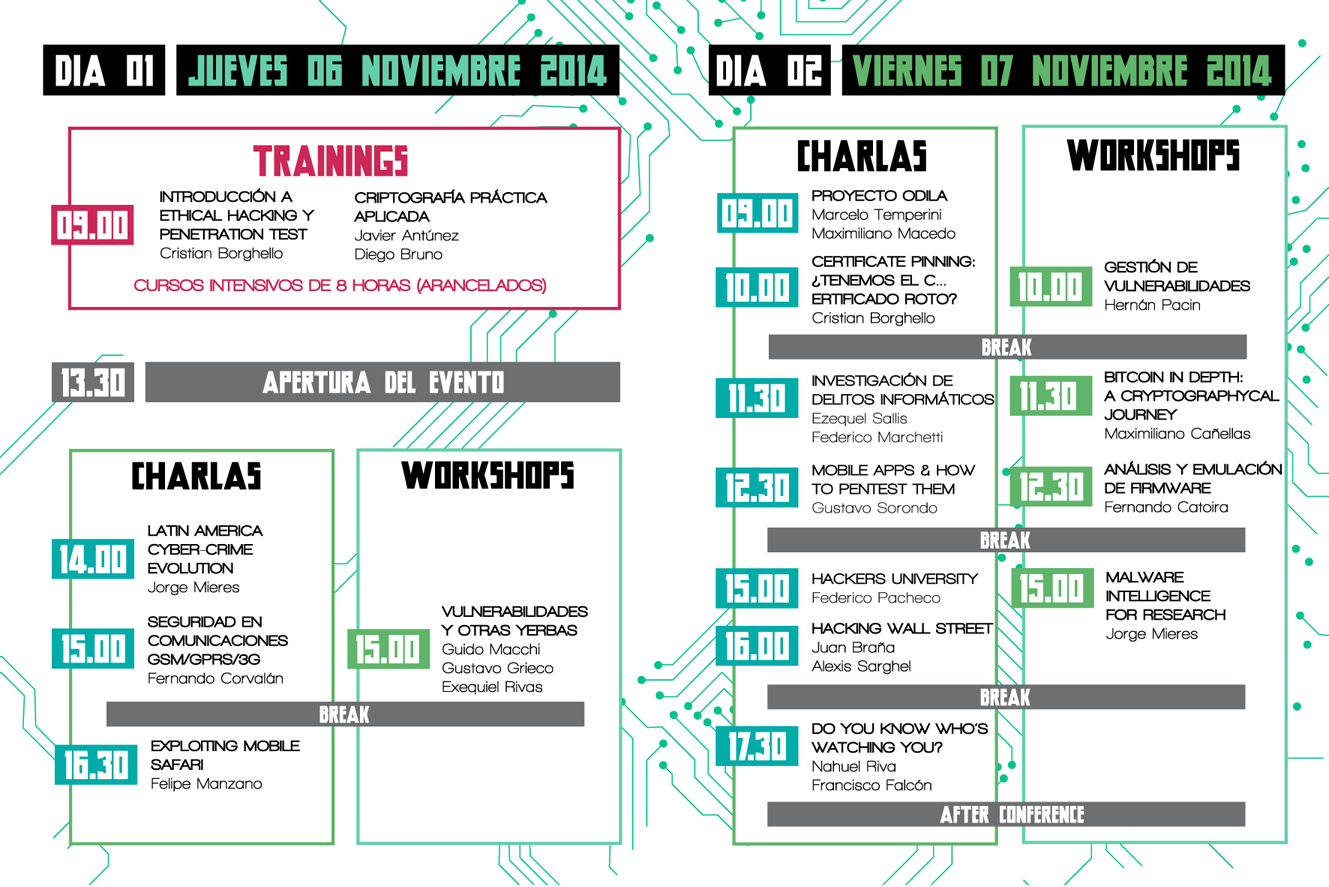 DIA 01
JUEVES 06 NOVIEMBRE 2014
TRAININGS
09.00
INTRODUCCIÓN A
ETHICAL HACKING Y
PENETRATION TEST
Cristian Borghello
CRIPTOGRAFÍA PRÁCTICA
APLICADA
Javier Antúnez
Diego Bruno
CURSOS INTENSIVOS DE 8 HORAS (ARANCELADOS)
13.30
APERTURA DEL EVENTO
CHARLAS
14.00
LATIN AMERICA
CYBER-CRIME
EVOLUTION
Jorge Mieres
15.00
SEGURIDAD EN
COMUNICACIONES
GSM/GPRS/3G
Fernando Corvalán
WORKSHOPS
15.00
VULNERABILIDADES
Y OTRAS YERBAS
Guido Macchi
Gustavo Grieco
Exequiel Rivas
BREAK
16.30
EXPLOITING MOBILE
SAFARI
Felipe Manzano
DIA 02
VIERNES 07 NOVIEMBRE 2014
CHARLAS
WORKSHOPS
09.00
PROYECTO ODILA
Marcelo Temperini
Maximiliano Macedo
10.00
CERTIFICATE PINNING:
¿TENEMOS EL C...
ERTIFICADO ROTO?
Cristian Borghello
10.00
GESTIÓN DE
VULNERABILIDADES
Hernán Pacin
BREAK
11.30
INVESTIGACIÓN DE
DELITOS INFORMÁTICOS
Ezequel Sallis
Federico Marchetti
11.30
BITCOIN IN DEPTH:
A CRYPTOGRAPHYCAL
JOURNEY
Maximiliano Cañellas
12.30
MOBILE APPS & HOW
TO PENTEST THEM
Gustavo Sorondo
12.30
ANÁLISIS Y EMULACIÓN
DE FIRMWARE
Fernando Catoira
BREAK
15.00
HACKERS UNIVERSITY
Federico Pacheco
15.00
MALWARE
INTELLIGENCE
FOR RESEARCH
Jorge Mieres
16.00
HACKING WALL STREET
Juan Braña
Alexis Sarghel
BREAK
17.30
DO YOU KNOW WHO'S
WATCHING YOU?
Nahuel Riva
Francisco Falcón
AFTER CONFERENCE